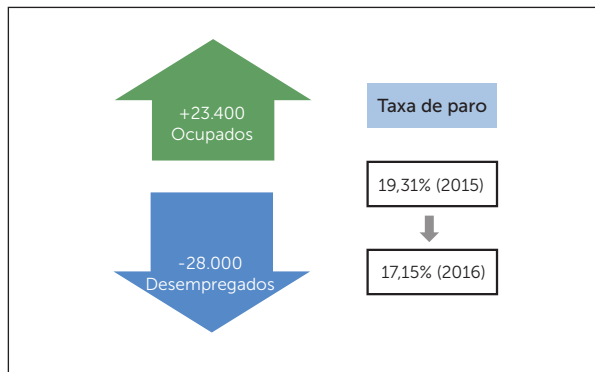 +23.400
Ocupados
Taxa de paro
19,31% (2015)
-28.000
Desempregados
17,15% (2016)